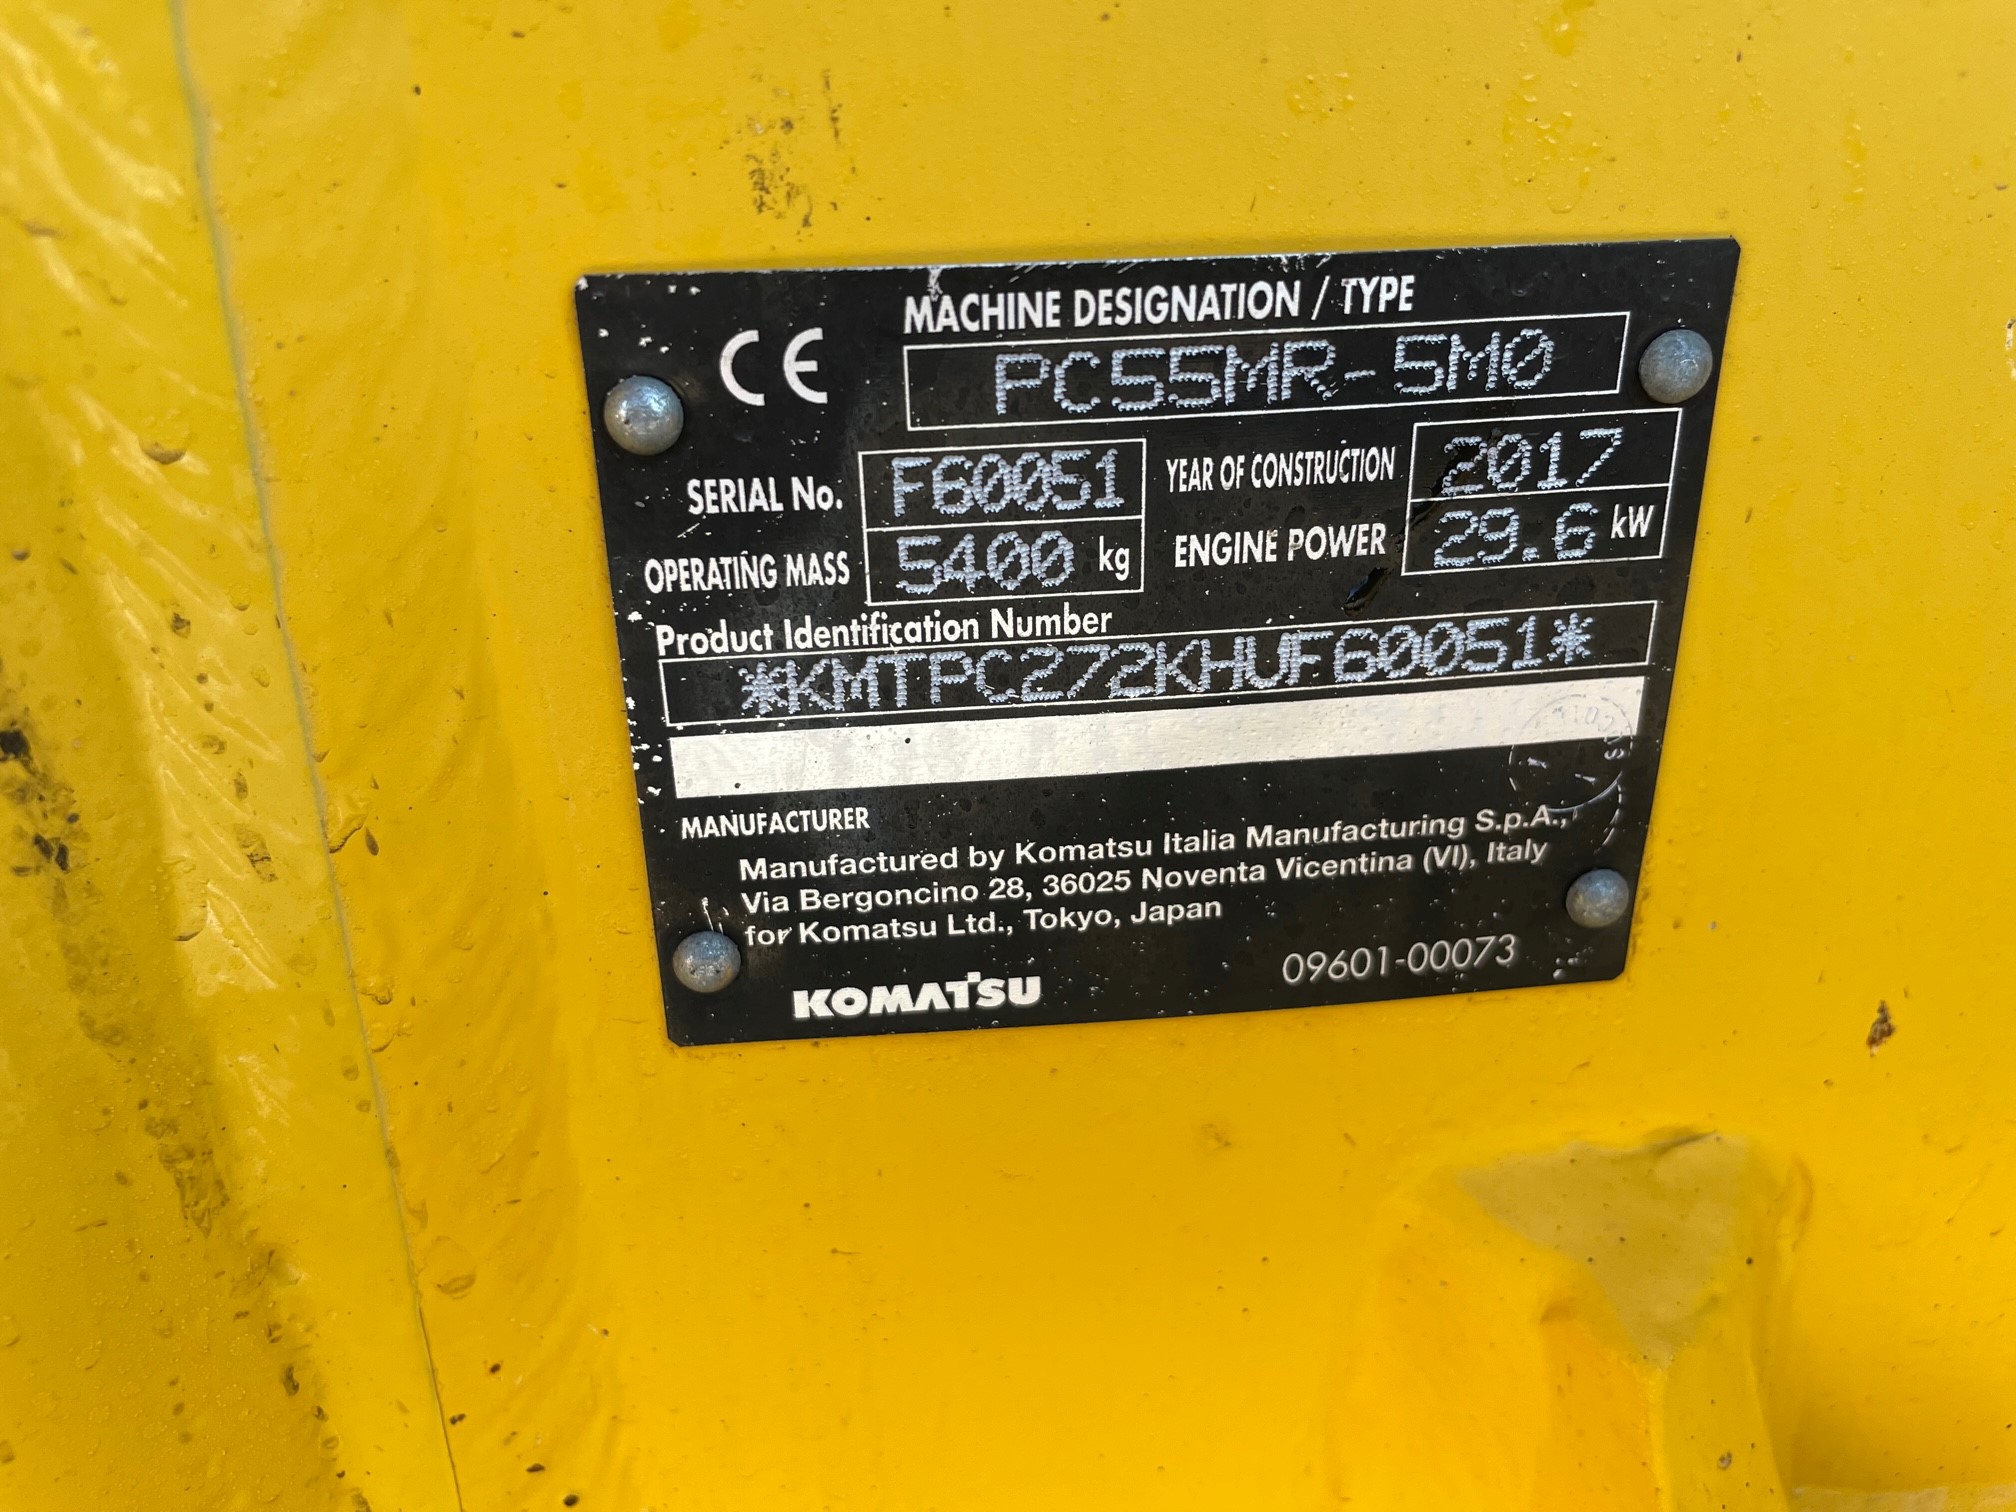 CE
MACHINE DESIGNATION / TYPE
PC55MR-5M0
SERIAL No. F60051 YEAR OF CONSTRUCTION 2017
OPERATING MASS 5400 kg ENGINE POWER 29.6 kW
Product Identification Number
*KMTPC272KHUF60051*
MANUFACTURER
Manufactured by Komatsu Italia Manufacturing S.p.A.,
Via Bergoncino 28, 36025 Noventa Vicentina (VI), Italy
for Komatsu Ltd., Tokyo, Japan
KOMATSU 09601-00073